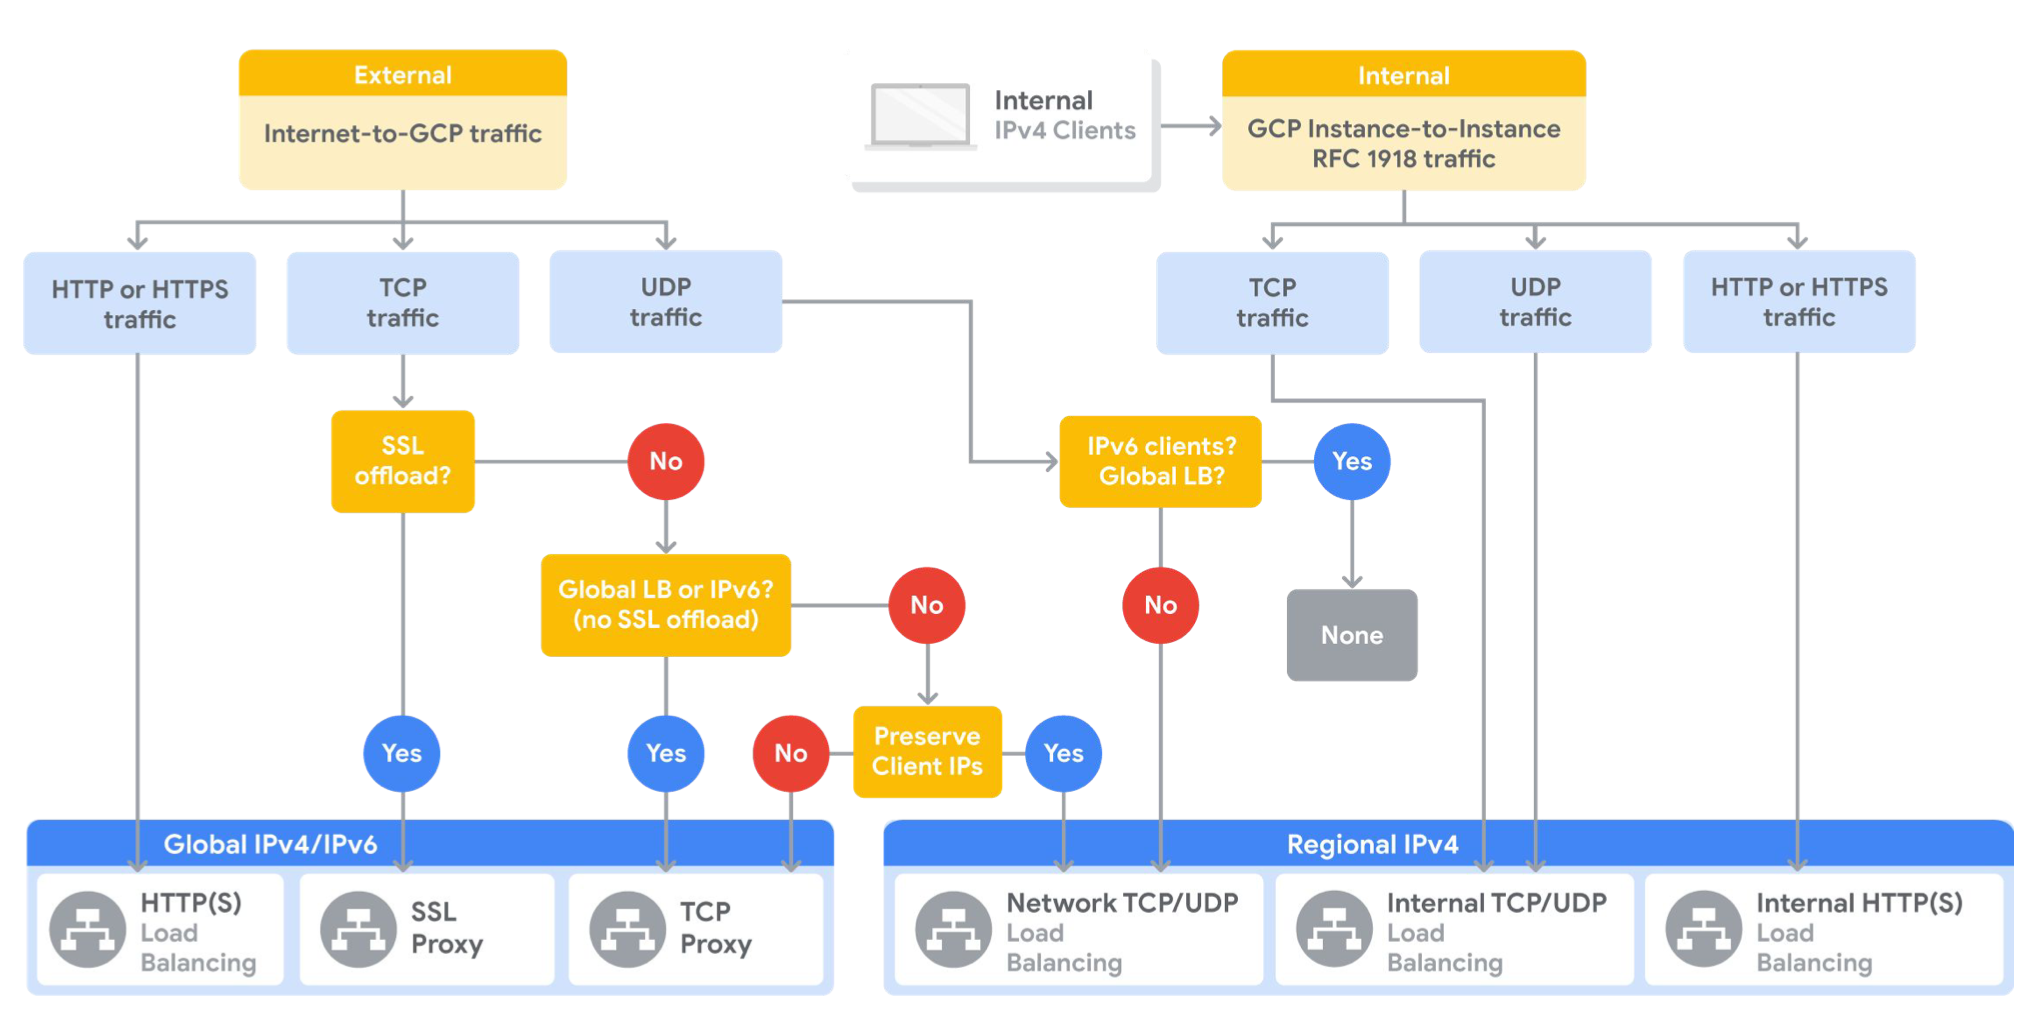 External
Internet-to-GCP traffic
Internal
IPv4 Clients
Internal
GCP Instance-to-Instance
RFC 1918 traffic
HTTP or HTTPS
traffic
TCP
traffic
UDP
traffic
TCP
traffic
UDP
traffic
HTTP or HTTPS
traffic
SSL
offload?
No
IPv6 clients?
Global LB?
Yes
Global LB or IPv6?
(no SSL offload)
No
No
None
Yes
Yes
No
Preserve
Client IPs
Yes
Global IPv4/IPv6
HTTP(S)
Load
Balancing
SSL
Proxy
TCP
Proxy
Regional IPv4
Network TCP/UDP
Load
Balancing
Internal TCP/UDP
Load
Balancing
Internal HTTP(S)
Load
Balancing